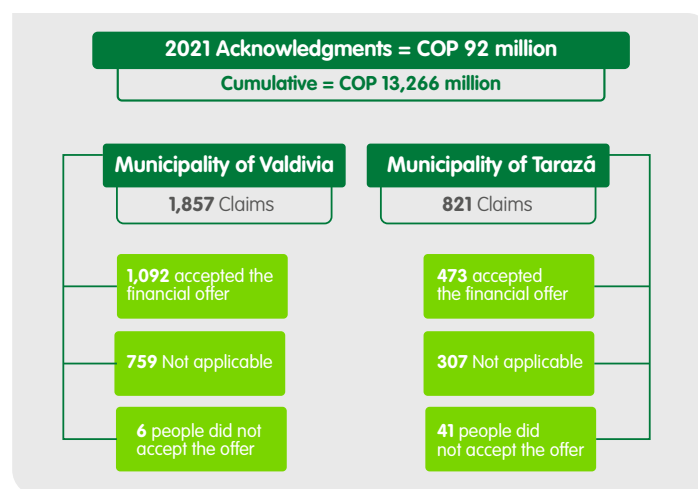 2021 Acknowledgments = COP 92 million
Cumulative = COP 13,266 million
Municipality of Valdivia
1,857 Claims
1,092 accepted the
financial offer
759 Not applicable
6 people did not
accept the offer
Municipality of Tarazá
821 Claims
473 accepted
the financial offer
307 Not applicable
41 people did
not accept the offer